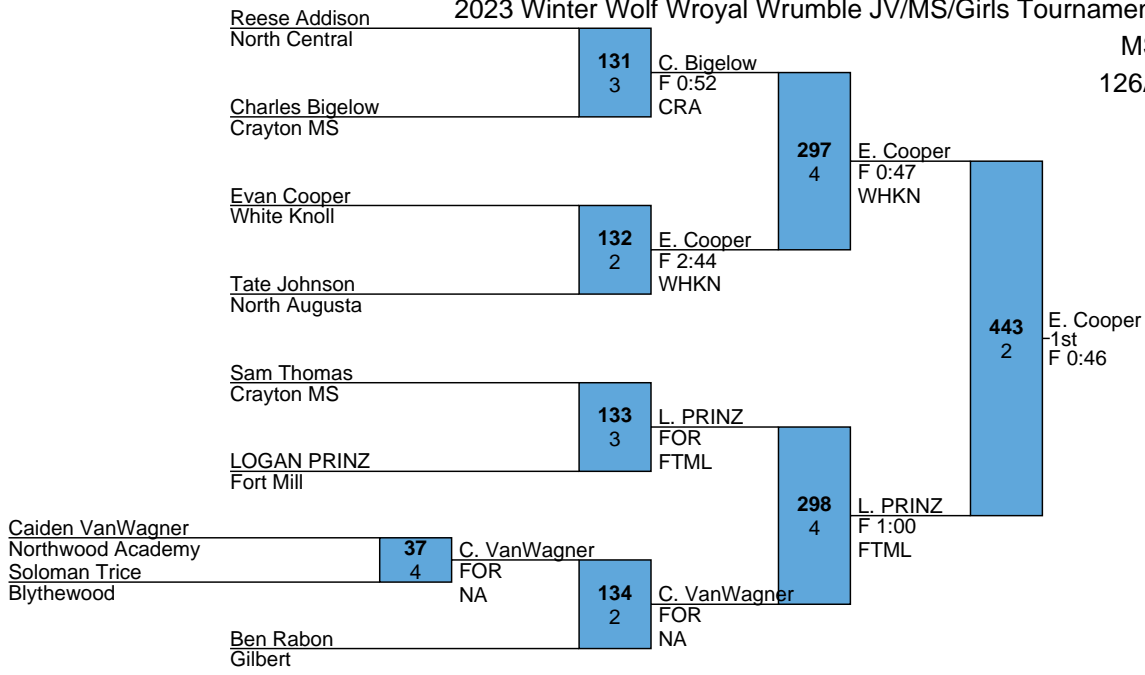 2023 Winter Wolf Wroyal Wrumble JV/MS/Girls
Reese Addison
North Central
131
3
C. Bigelow
F 0:52
CRA
Charles Bigelow
Crayton MS
297
4
E. Cooper
F 0:47
WHKN
Evan Cooper
White Knoll
132
2
E. Cooper
F 2:44
WHKN
Tate Johnson
North Augusta
443
2
E. Cooper
1st
F 0:46
Sam Thomas
Crayton MS
133
3
L. PRINZ
FOR
FTML
LOGAN PRINZ
Fort Mill
298
4
L. PRINZ
F 1:00
FTML
Caiden VanWagner
Northwood Academy
Soloman Trice
Blythewood
37
4
C. VanWagner
FOR
NA
134
2
C. VanWagner
FOR
NA
Ben Rabon
Gilbert